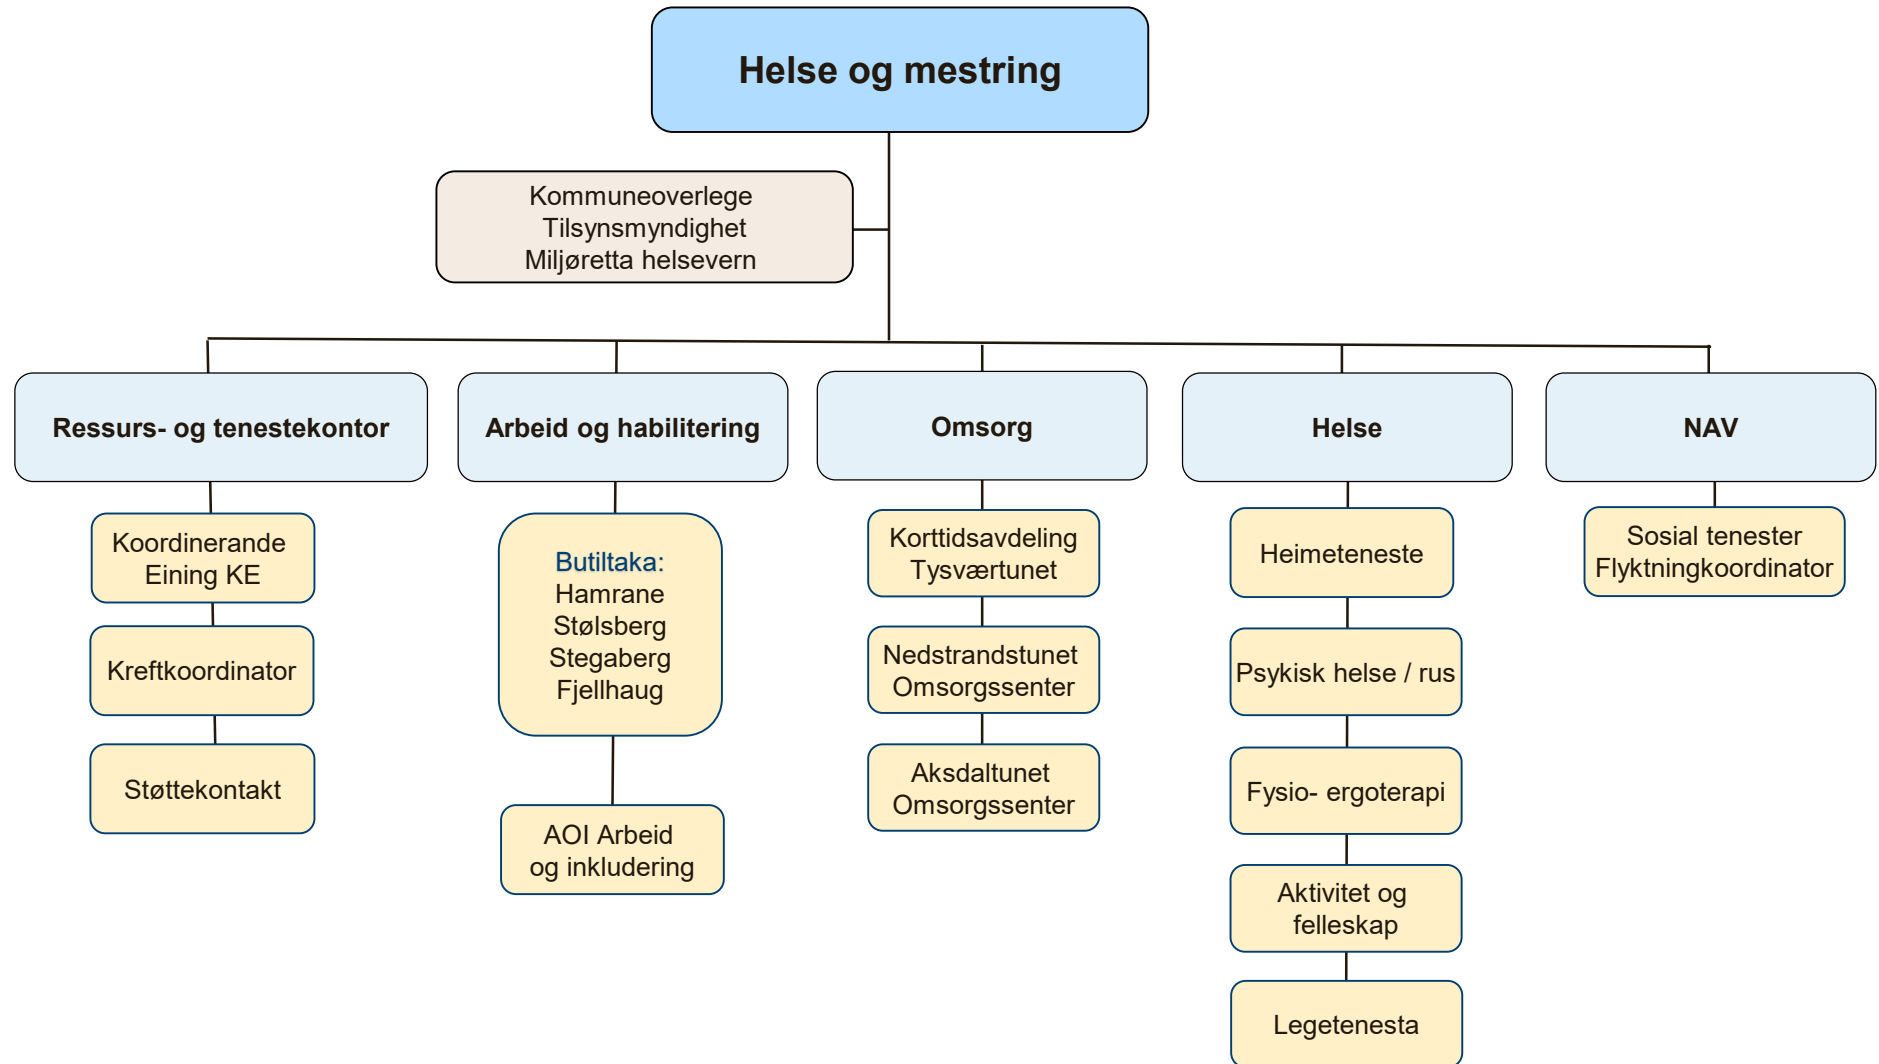 Helse og mestring
Kommuneoverlege
Tilsynsmyndighet
Miljøretta helsevern
Ressurs- og tenestekontor
Koordinerande
Eining KE
Kreftkoordinator
Støttekontakt
Arbeid og habilitering
Butiltaka:
Hamrane
Stølsberg
Stegaberg
Fjellhaug
AOI Arbeid
og inkludering
Omsorg
Korttidsavdeling
Tysværtunet
Nedstrandstunet
Omsorgssenter
Aksdaltunet
Omsorgssenter
Helse
Heimeteneste
Psykisk helse / rus
Fysio- ergoterapi
Aktivitet og
felleskap
Legetenesta
NAV
Sosial tenester
Flyktningkoordinator